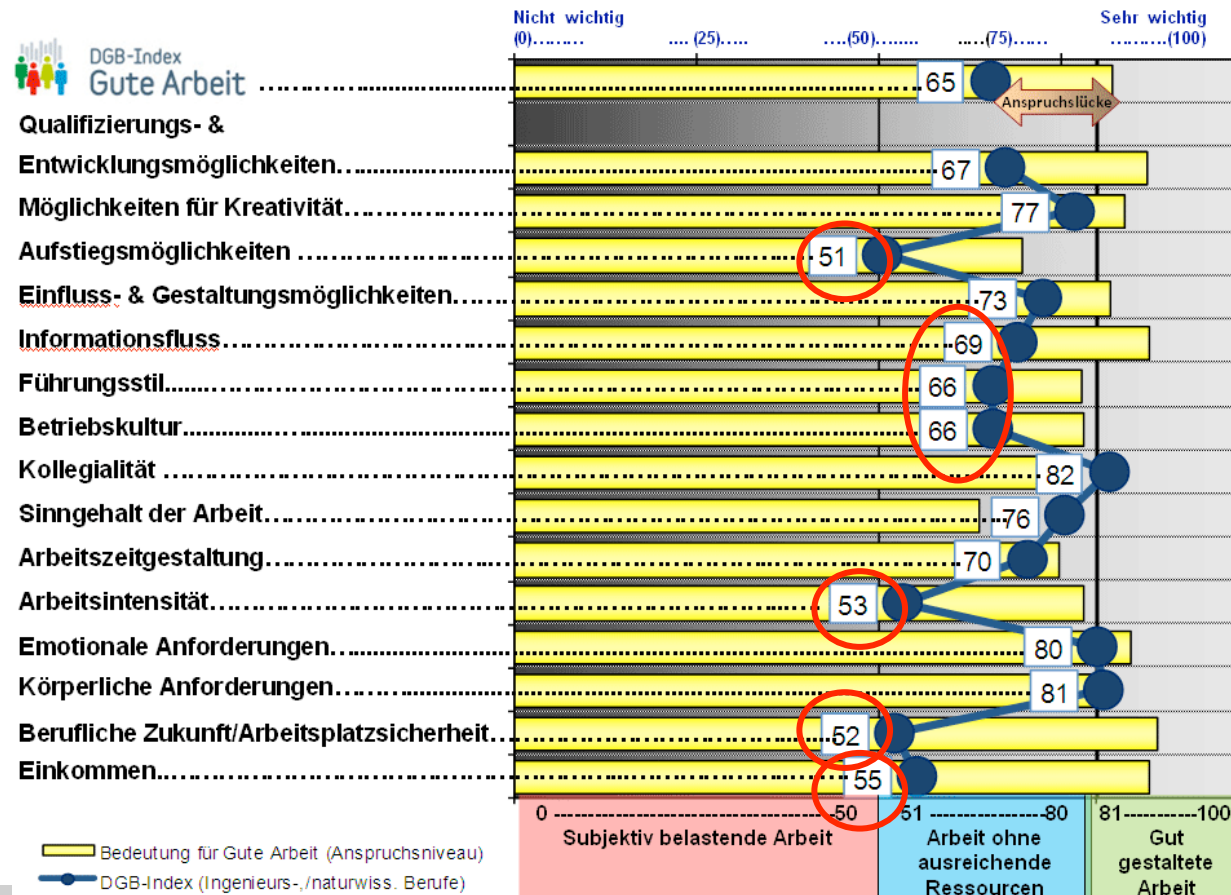 Nicht wichtig Sehr wichtig
(0)......... .... (25)..... ....(50)........ .....(75)...... ..........(100)
DGB-Index
Gute Arbeit ........................ 65
Anspruchslücke
Qualifizierungs- &
Entwicklungsmöglichkeiten........................ 67
Möglichkeiten für Kreativität........................ 77
Aufstiegsmöglichkeiten ........................ 51
Einfluss- & Gestaltungsmöglichkeiten........................ 73
Informationsfluss........................ 69
Führungsstil........................ 66
Betriebskultur........................ 66
Kollegialität ........................ 82
Sinngehalt der Arbeit........................ 76
Arbeitszeitgestaltung........................ 70
Arbeitsintensität........................ 53
Emotionale Anforderungen........................ 80
Körperliche Anforderungen........................ 81
Berufliche Zukunft/Arbeitsplatzsicherheit........................ 52
Einkommen........................ 55
0 ------------------------50 51 ------------80 81-----------100
Subjektiv belastende Arbeit Arbeit ohne Gut
ausreichende gestaltete
Ressourcen Arbeit
Bedeutung für Gute Arbeit (Anspruchsniveau)
DGB-Index (Ingenieurs-,/naturwiss. Berufe)